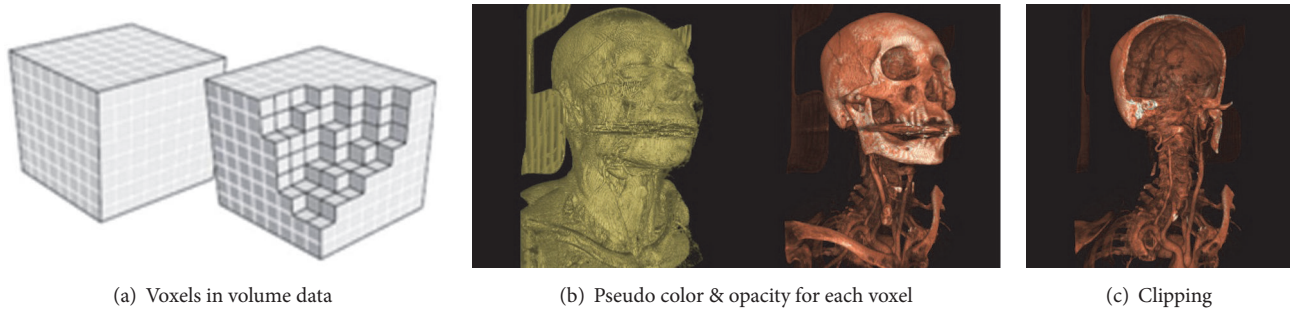 (a) Voxels in volume data
(b) Pseudo color & opacity for each voxel
(c) Clipping